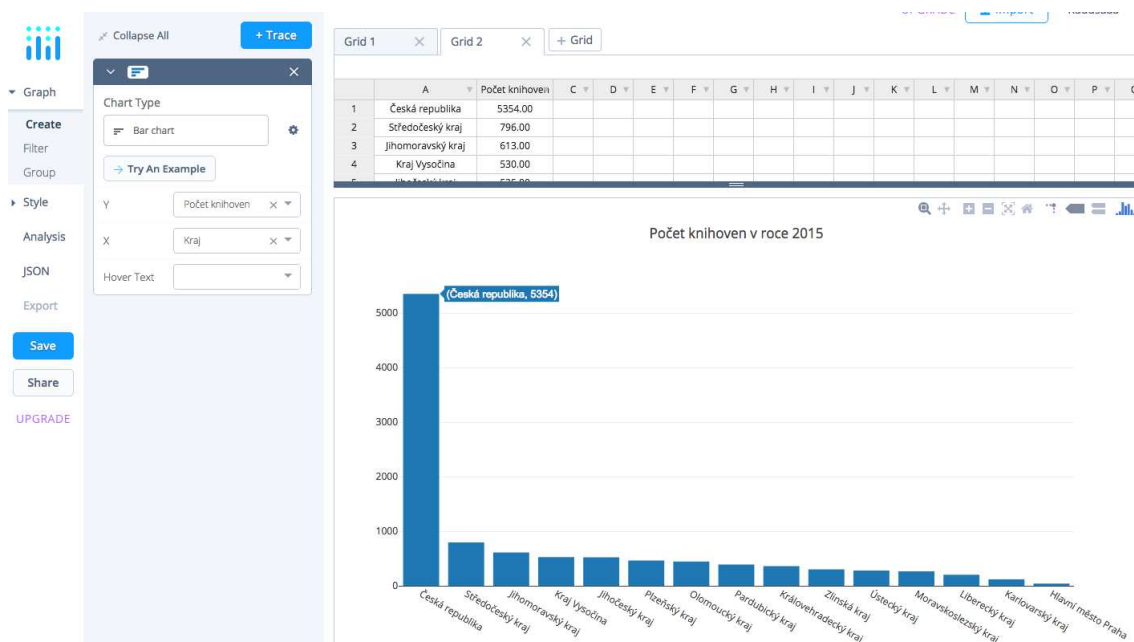 Collapse All
+ Trace
Graph
Create
Filter
Group
Style
Analysis
JSON
Export
Save
Share
UPGRADE
Chart Type
Bar chart
Try An Example
Y Počet knihoven
X Kraj
Hover Text
Grid 1
Grid 2
+ Grid
A Počet knihoven C D E F G H I J K L M N O P
1 Česká republika 5354.00
2 Středočeský kraj 796.00
3 Jihomoravský kraj 613.00
4 Kraj Vysočina 530.00
Počet knihoven v roce 2015
(Česká republika, 5354)
5000
4000
3000
2000
1000
0
Česká republika
Středočeský kraj
Jihomoravský kraj
Kraj Vysočina
Jihočeský kraj
Plzeňský kraj
Olomoucký kraj
Pardubický kraj
Královehradecký kraj
Zlínská kraj
Ústecký kraj
Moravskoslezský kraj
Liberecký kraj
Karlovarský kraj
Hlavní město Praha